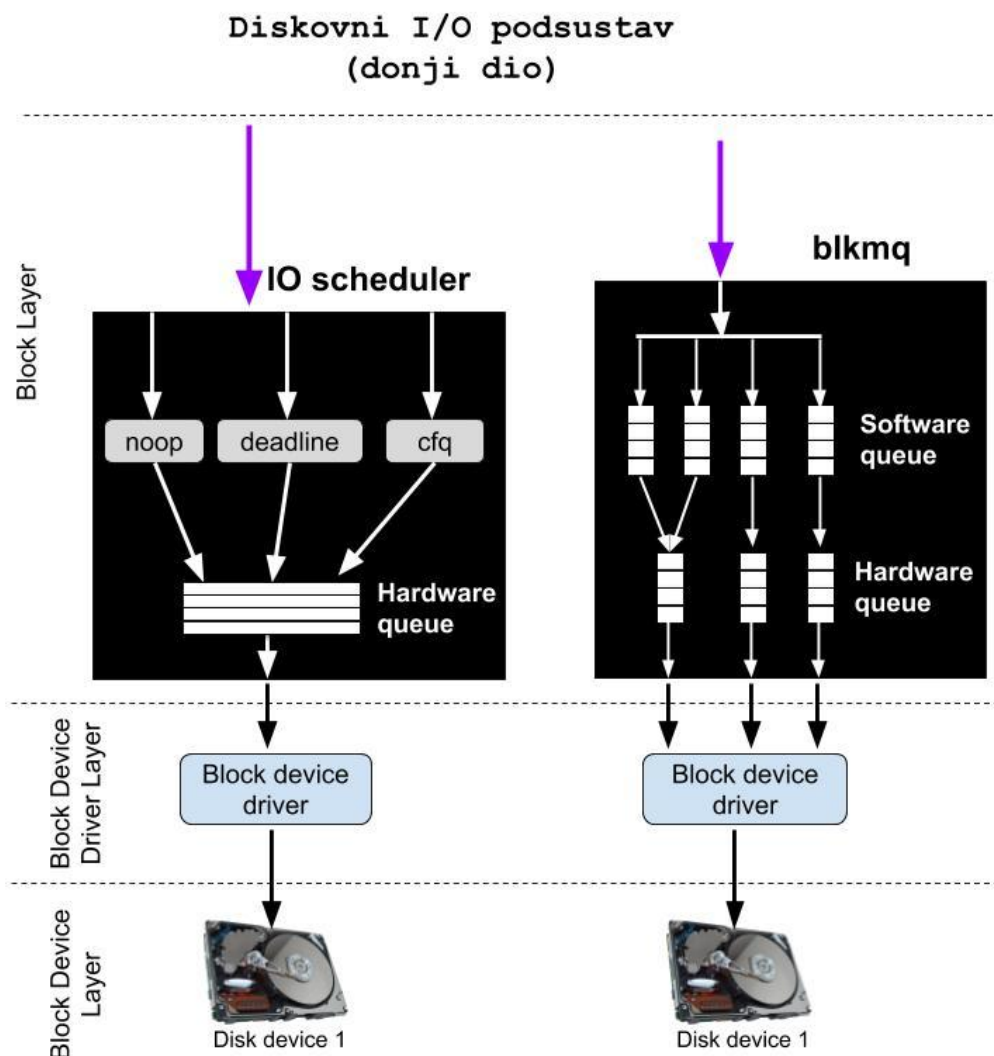 Diskovni I/O podsustav
(donji dio)
Block Layer
IO scheduler
noop
deadline
cfq
Hardware
queue
blkmq
Software
queue
Hardware
queue
Block Device
Driver Layer
Block device
driver
Block device
driver
Block Device
Layer
Disk device 1
Disk device 1